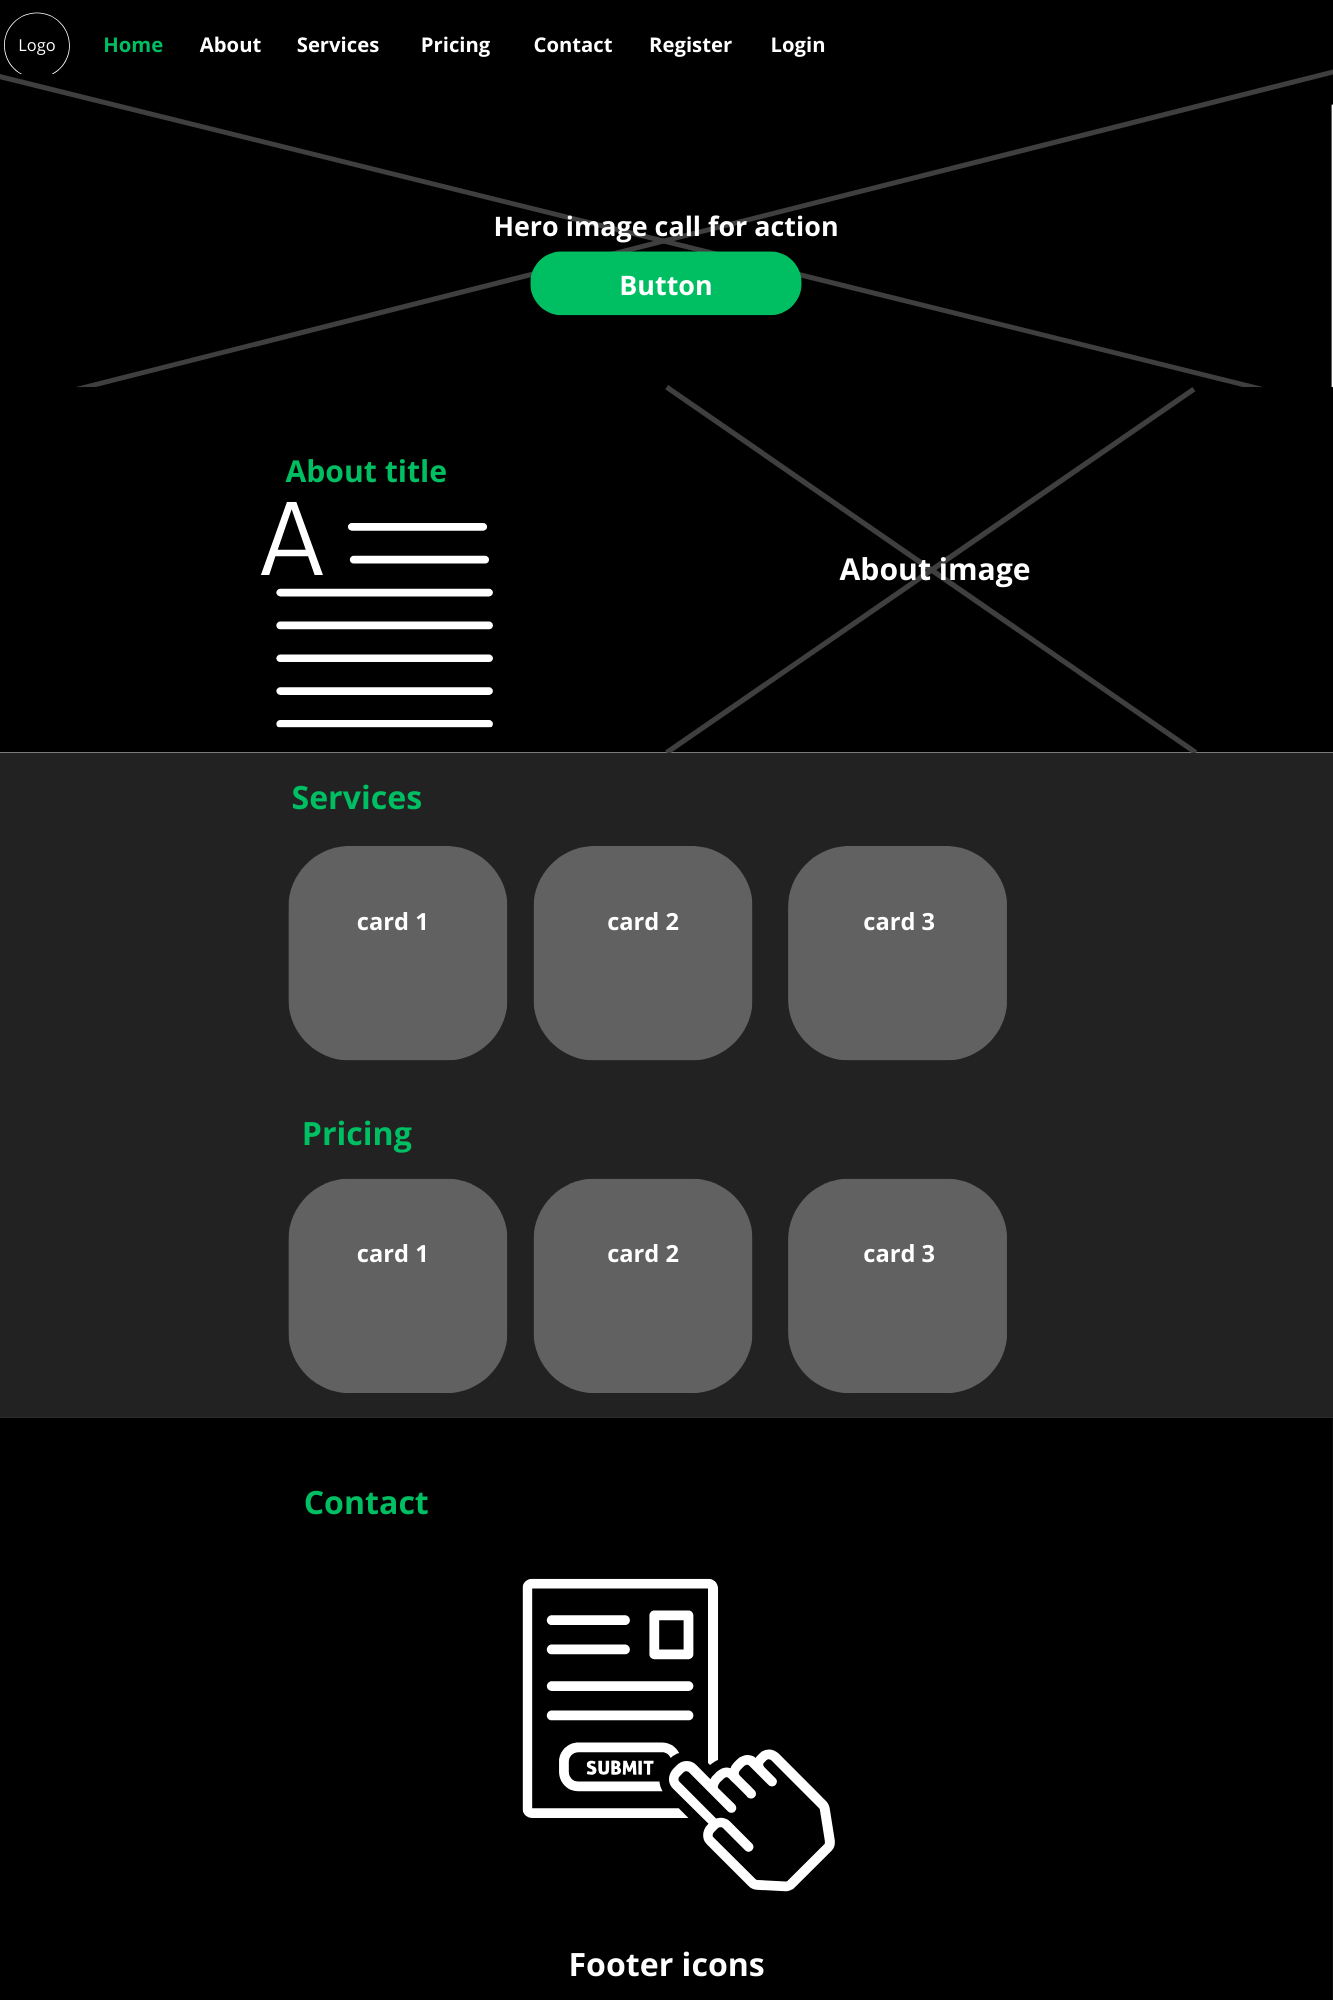 Logo Home About Services Pricing Contact Register Login
Hero image call for action
Button
About title
A
About image
Services
card 1 card 2 card 3
Pricing
card 1 card 2 card 3
Contact
SUBMIT
Footer icons